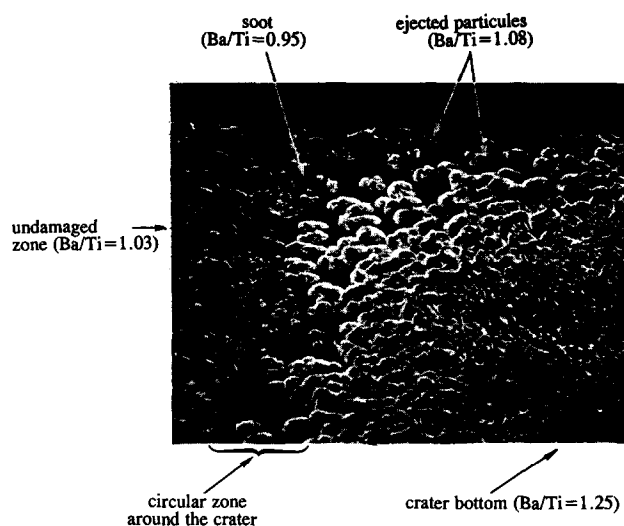 soot
(Ba/Ti=0.95)
ejected particules
(Ba/Ti=1.08)
undamaged
zone (Ba/Ti=1.03)
circular zone
around the crater
crater bottom (Ba/Ti=1.25)